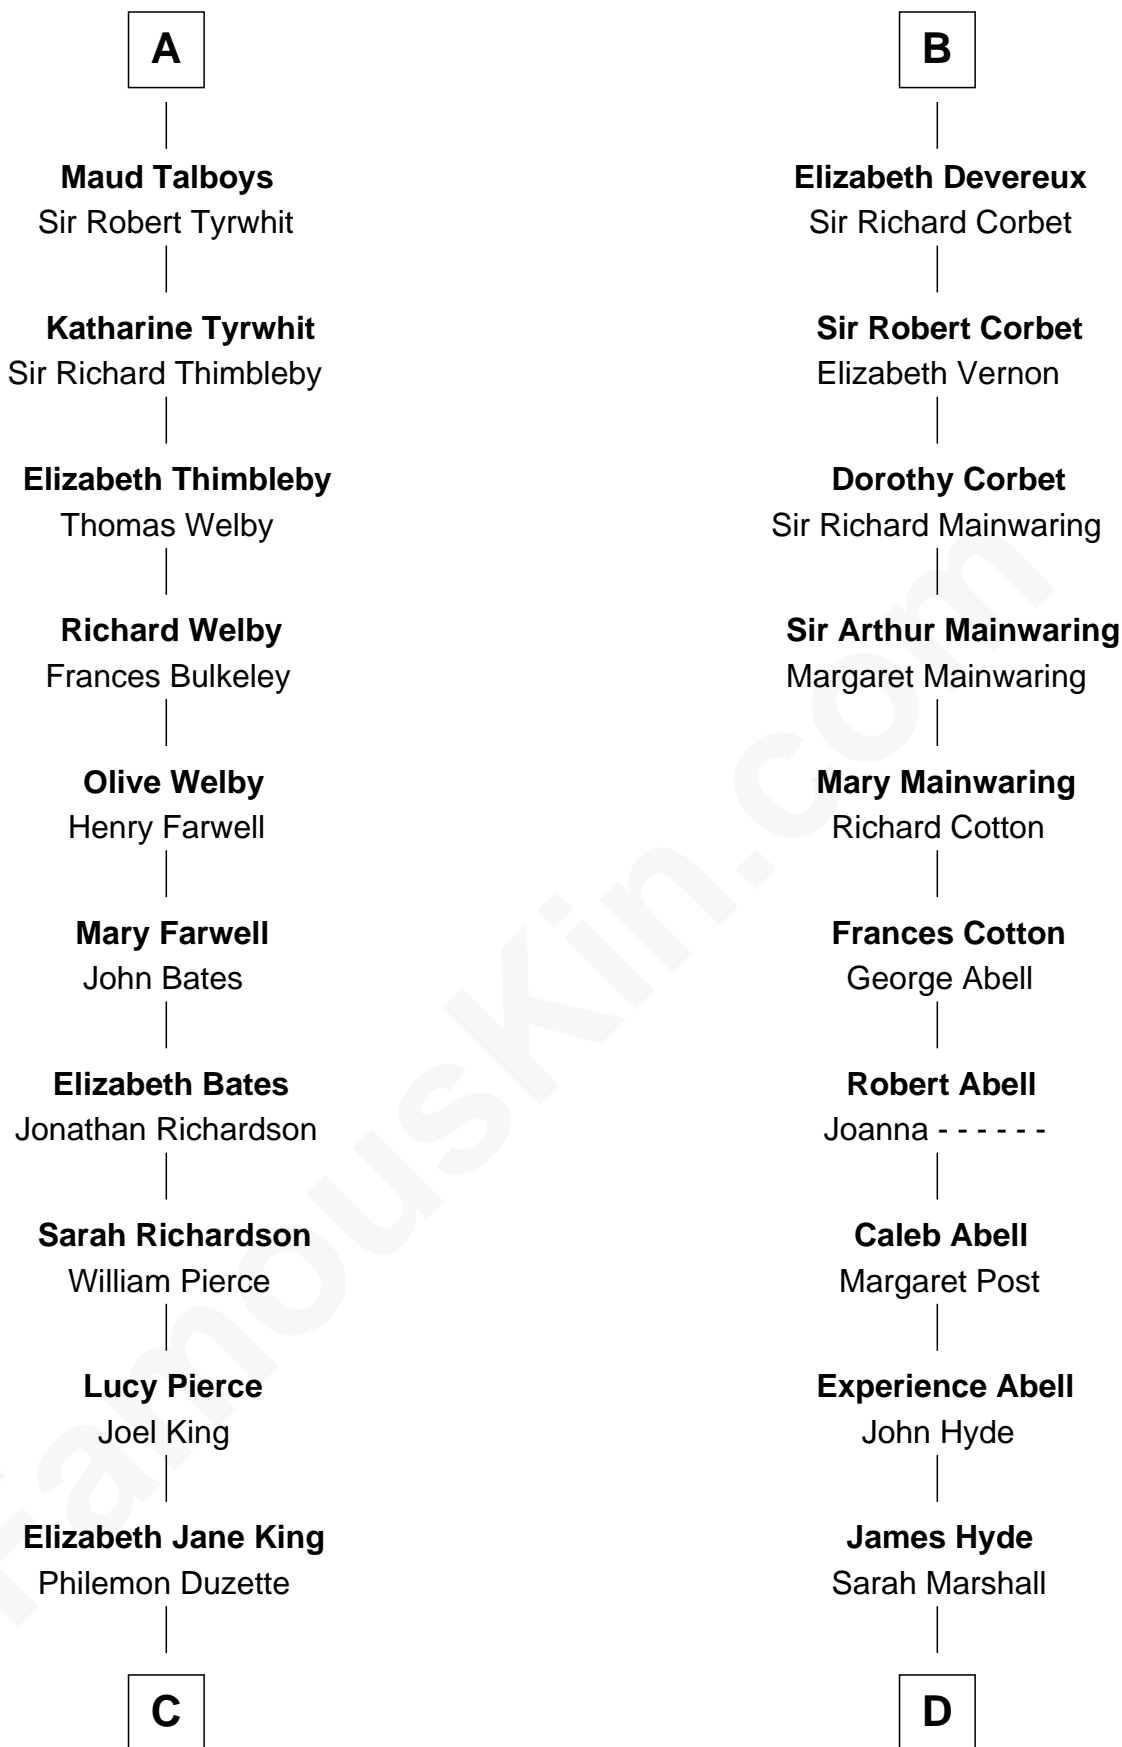 A
Maud Talboys
Sir Robert Tyrwhit
Katharine Tyrwhit
Sir Richard Thimbleby
Elizabeth Thimbleby
Thomas Welby
Richard Welby
Frances Bulkeley
Olive Welby
Henry Farwell
Mary Farwell
John Bates
Elizabeth Bates
Jonathan Richardson
Sarah Richardson
William Pierce
Lucy Pierce
Joel King
Elizabeth Jane King
Philemon Duzette
C
B
Elizabeth Devereux
Sir Richard Corbet
Sir Robert Corbet
Elizabeth Vernon
Dorothy Corbet
Sir Richard Mainwaring
Sir Arthur Mainwaring
Margaret Mainwaring
Mary Mainwaring
Richard Cotton
Frances Cotton
George Abell
Robert Abell
Joanna - - - - - -
Caleb Abell
Margaret Post
Experience Abell
John Hyde
James Hyde
Sarah Marshall
D
FamousKin.com